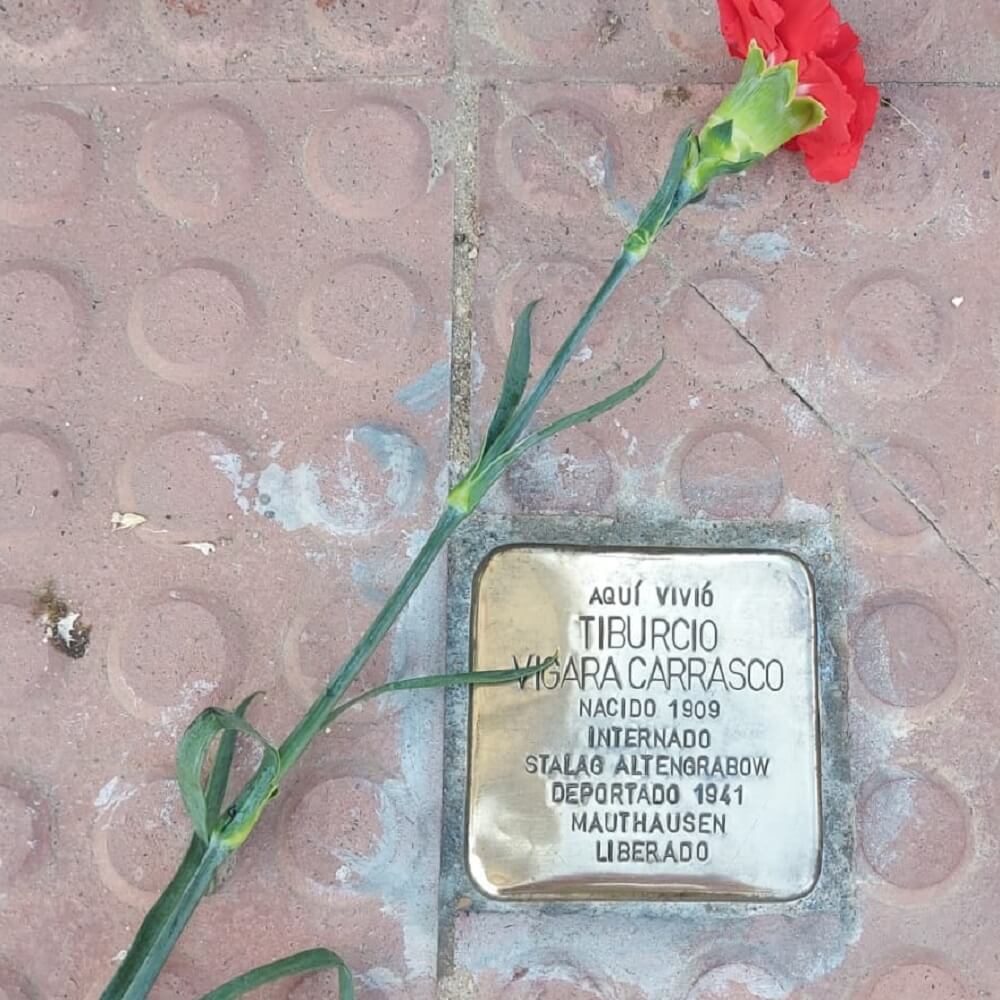 AQUÍ VIVIÓ
TIBURCIO
VIGARA CARRASCO
NACIDO 1909
INTERNADO
STALAG ALTENGRABOW
DEPORTADO 1941
MAUTHAUSEN
LIBERADO